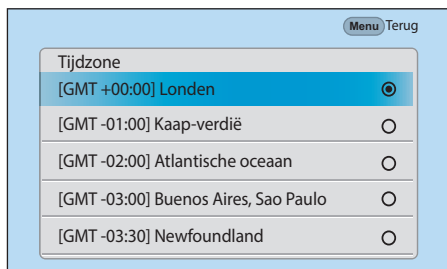 Menu Terug
Tijdzone
[GMT +00:00] Londen
[GMT -01:00] Kaap-verdië
[GMT -02:00] Atlantische oceaan
[GMT -03:00] Buenos Aires, Sao Paulo
[GMT -03:30] Newfoundland